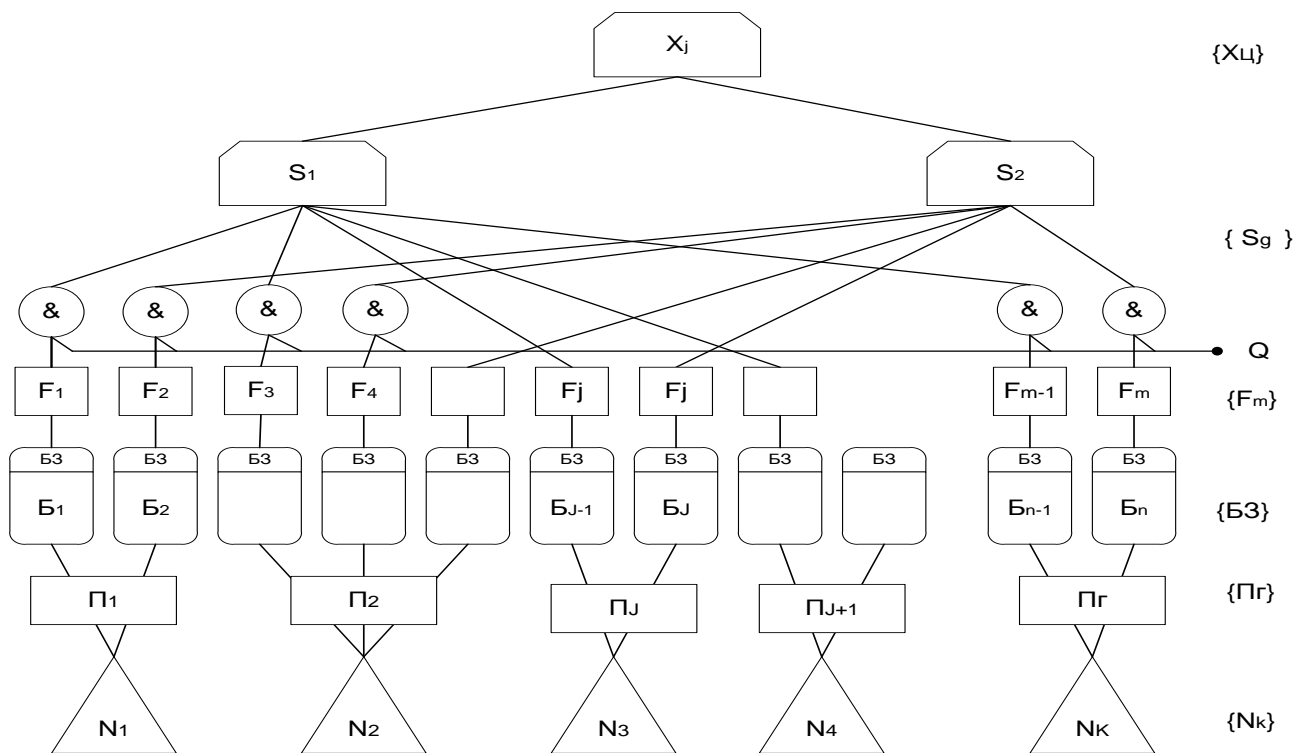 Xj {XЦ}
S1 S2
{ Sg }
& & & & & &
Q
F1 F2 F3 F4 Fj Fj Fm-1 Fm {Fm}
БЗ БЗ БЗ БЗ БЗ БЗ БЗ БЗ БЗ БЗ БЗ
Б1 Б2 БJ-1 БJ Бn-1 Бn {БЗ}
П1 П2 ПJ ПJ+1 Пг {Пг}
N1 N2 N3 N4 NK {Nk}